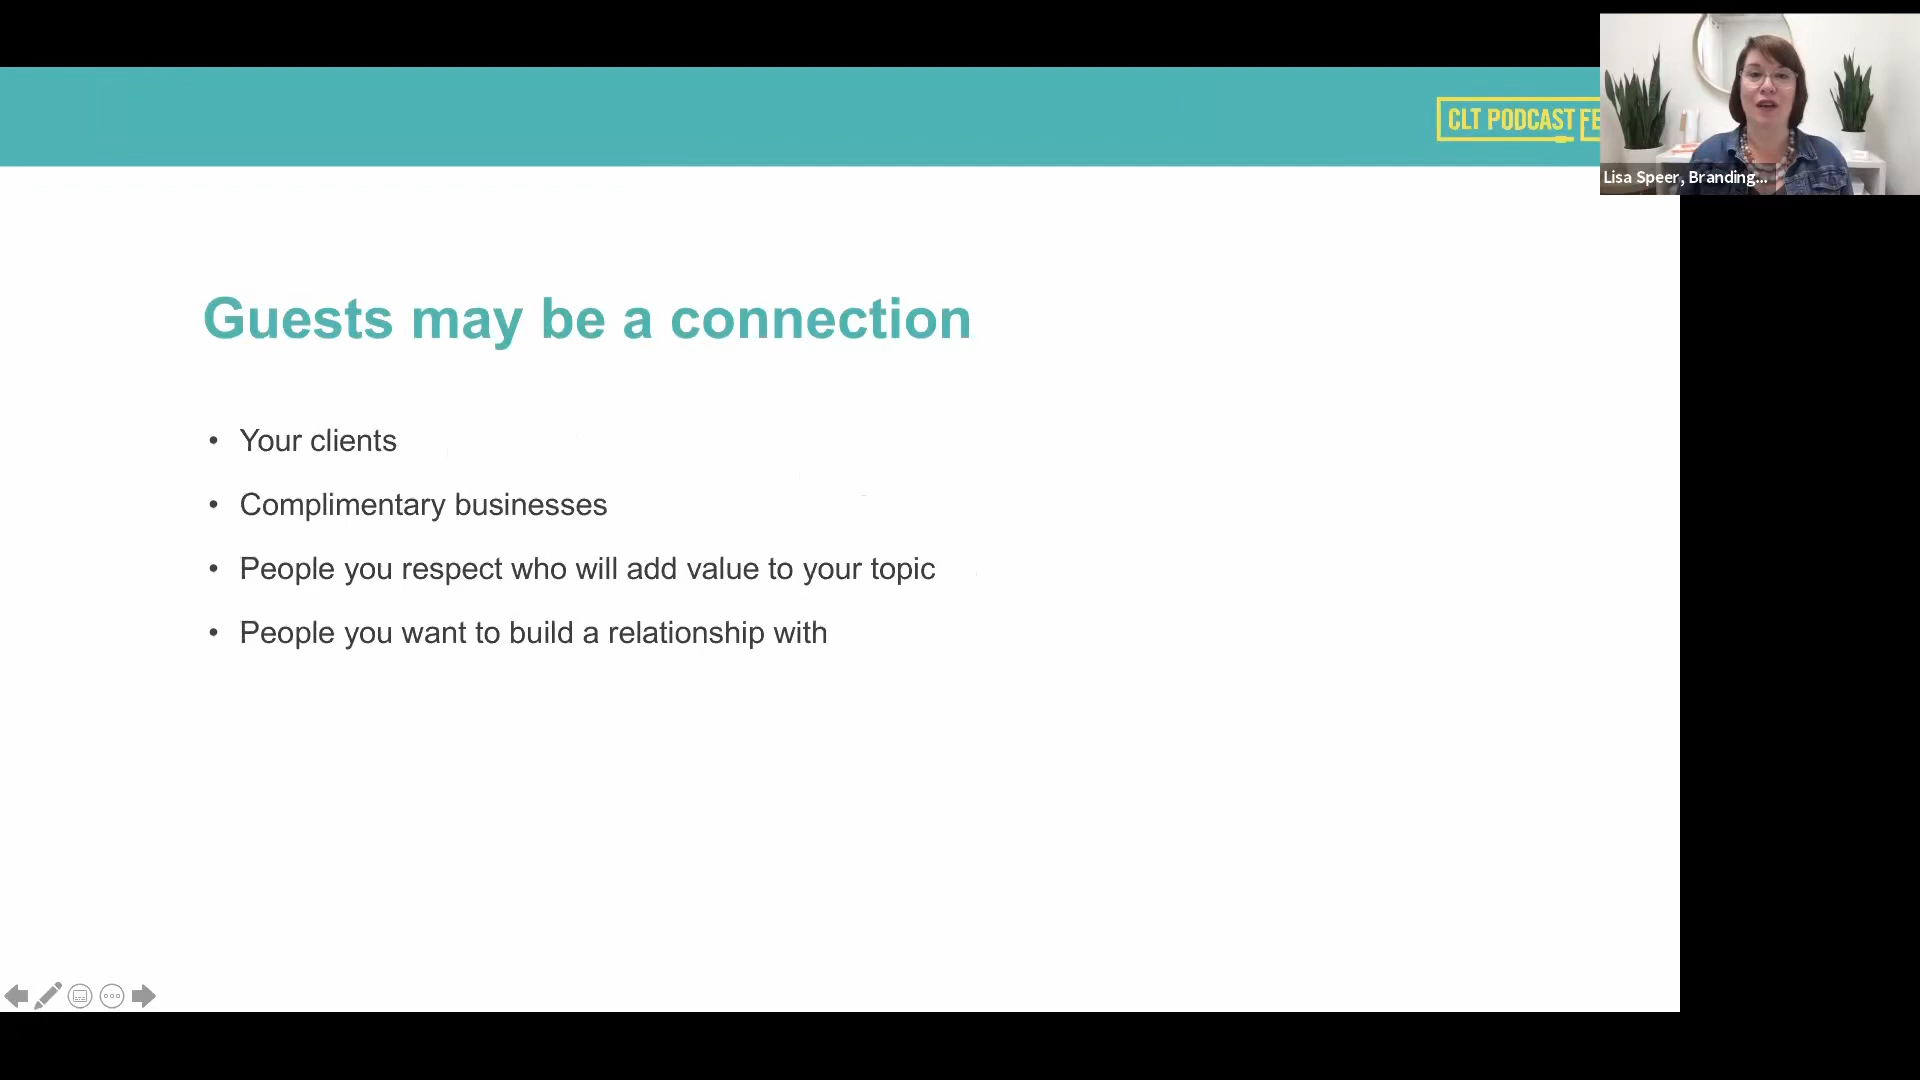 CLT PODCAST FE
Lisa Speer, Branding...
Guests may be a connection
• Your clients
• Complimentary businesses
• People you respect who will add value to your topic
• People you want to build a relationship with